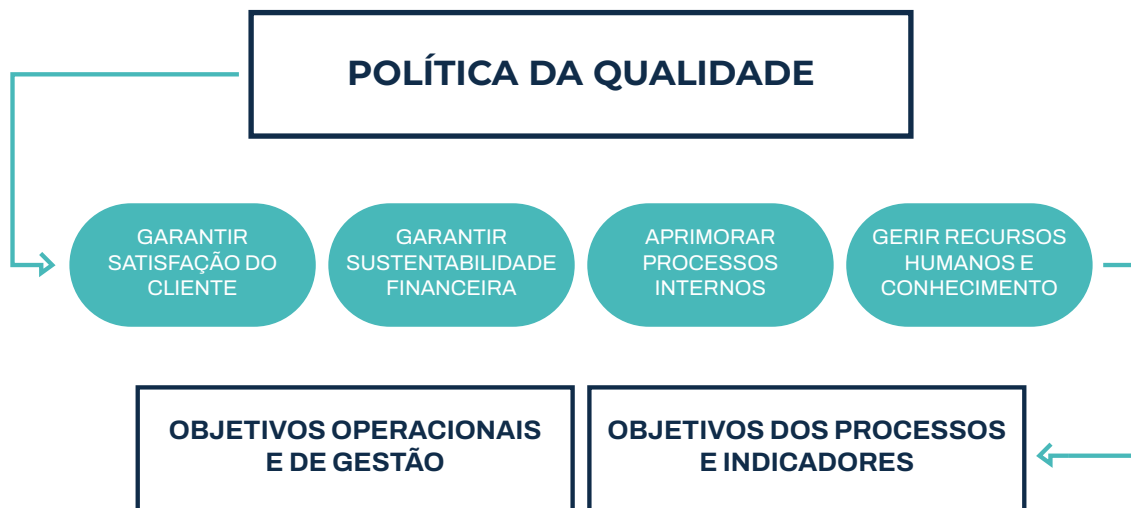 POLÍTICA DA QUALIDADE
GARANTIR
SATISFAÇÃO DO
CLIENTE
GARANTIR
SUSTENTABILIDADE
FINANCEIRA
APRIMORAR
PROCESSOS
INTERNOS
GERIR RECURSOS
HUMANOS E
CONHECIMENTO
OBJETIVOS OPERACIONAIS
E DE GESTÃO
OBJETIVOS DOS PROCESSOS
E INDICADORES